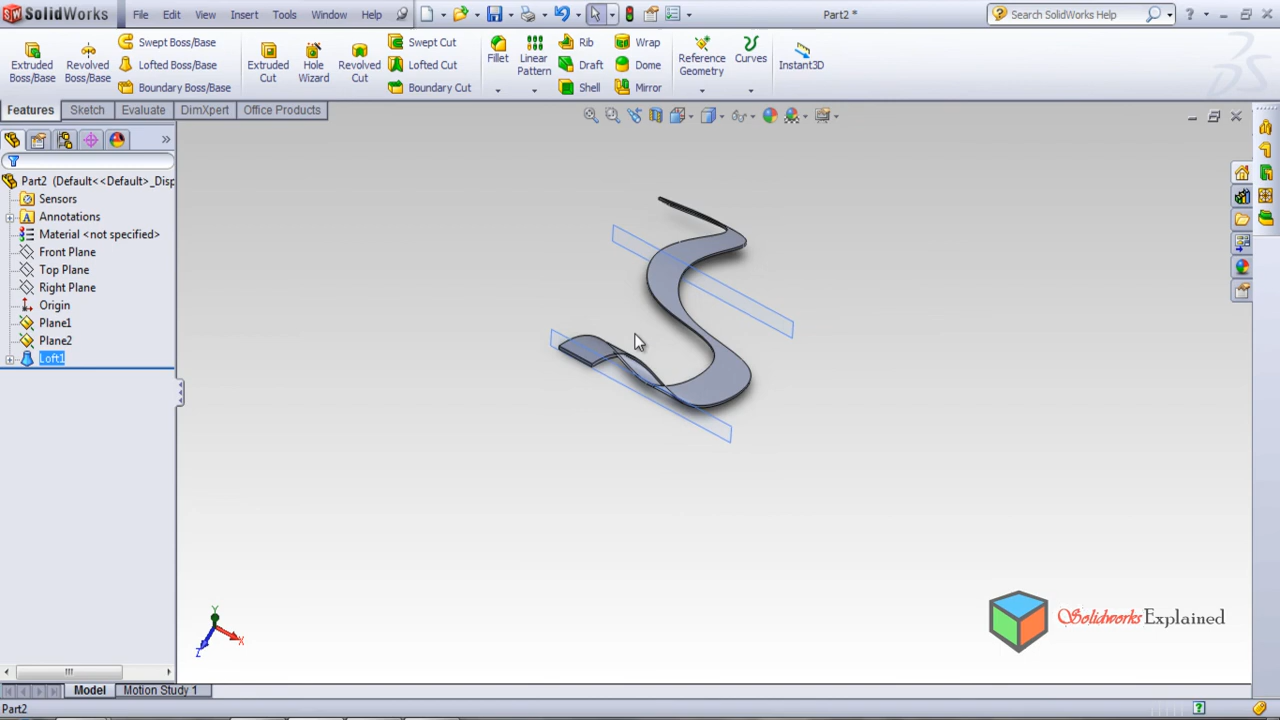 SolidWorks File Edit View Insert Tools Window Help Part2 * Search SolidWorks Help
Extruded Boss/Base
Revolved Boss/Base
Swept Boss/Base
Lofted Boss/Base
Boundary Boss/Base
Extruded Cut
Hole Wizard
Revolved Cut
Swept Cut
Lofted Cut
Boundary Cut
Fillet
Linear Pattern
Rib
Draft
Shell
Wrap
Dome
Mirror
Reference Geometry
Curves
Instant3D
Features Sketch Evaluate DimXpert Office Products
Part2 (Default<<Default>_Disp
Sensors
Annotations
Material <not specified>
Front Plane
Top Plane
Right Plane
Origin
Plane1
Plane2
Loft1
Y
X
Z
Solidworks Explained
Model Motion Study 1
Part2